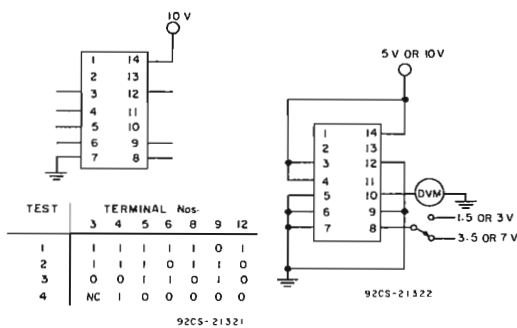 10 V
1 14
2 13
3 12
4 11
5 10
6 9
7 8
TEST TERMINAL Nos.
3 4 5 6 8 9 12
1 1 1 1 1 1 0 1
2 1 1 1 0 1 1 0
3 0 0 1 1 0 1 0
4 NC 1 0 0 0 0 0
92CS-21321
5 V OR 10 V
1 14
2 13
3 12
4 11
5 10
6 9
7 8
DVM
1.5 OR 3 V
3.5 OR 7 V
92CS-21322